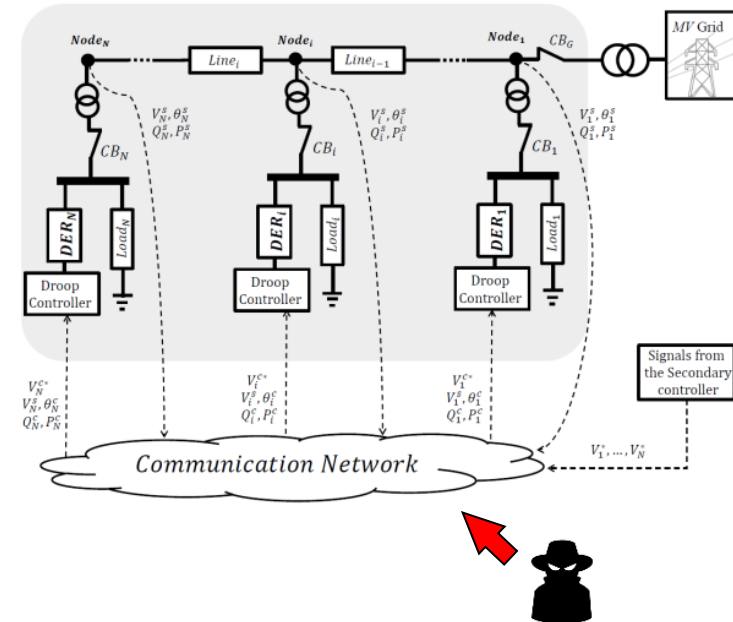 Node_N
Node_i
Node_1
CB_G
MV Grid
Line_i
Line_{i-1}
V_N^s, θ_N^s
Q_N^s, P_N^s
V_i^s, θ_i^s
Q_i^s, P_i^s
V_1^s, θ_1^s
Q_1^s, P_1^s
CB_N
CB_i
CB_1
DER_N
Load_N
DER_i
Load_i
DER_1
Load_1
Droop
Controller
Droop
Controller
Droop
Controller
Signals from
the Secondary
controller
V_N^{c*}
V_N^s, θ_N^c
Q_N^c, P_N^c
V_i^{c*}
V_i^s, θ_i^c
Q_i^c, P_i^c
V_1^{c*}
V_1^s, θ_1^c
Q_1^c, P_1^c
V_1^*, ..., V_N^*
Communication Network